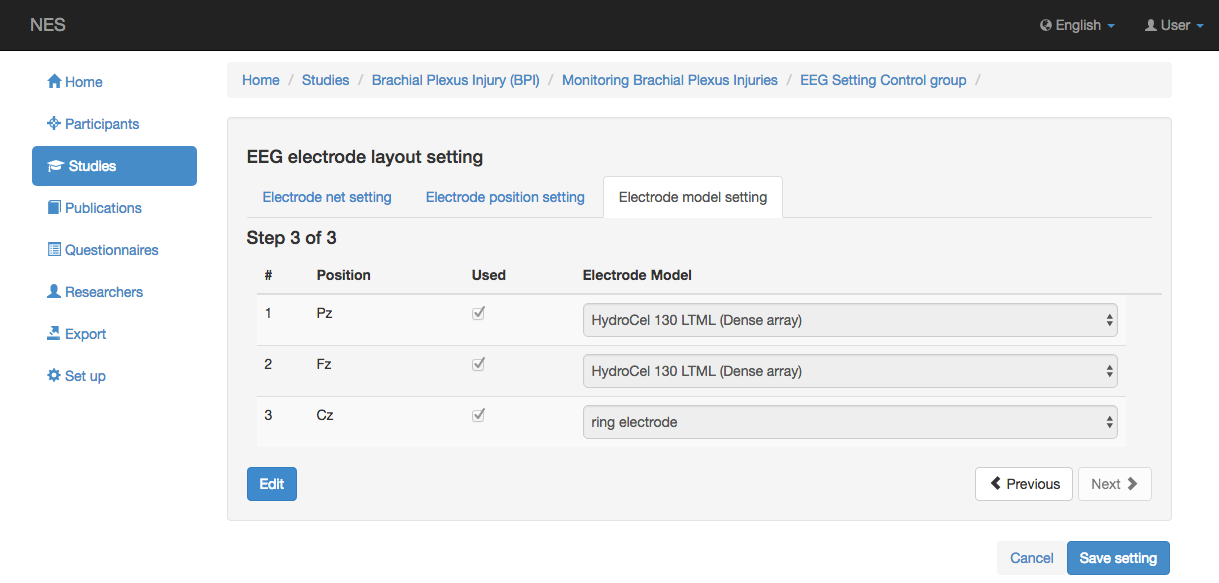 NES English User
Home
Participants
Studies
Publications
Questionnaires
Researchers
Export
Set up
Home / Studies / Brachial Plexus Injury (BPI) / Monitoring Brachial Plexus Injuries / EEG Setting Control group /
EEG electrode layout setting
Electrode net setting Electrode position setting Electrode model setting
Step 3 of 3
# Position Used Electrode Model
1 Pz HydroCel 130 LTML (Dense array)
2 Fz HydroCel 130 LTML (Dense array)
3 Cz ring electrode
Edit Previous Next
Cancel Save setting